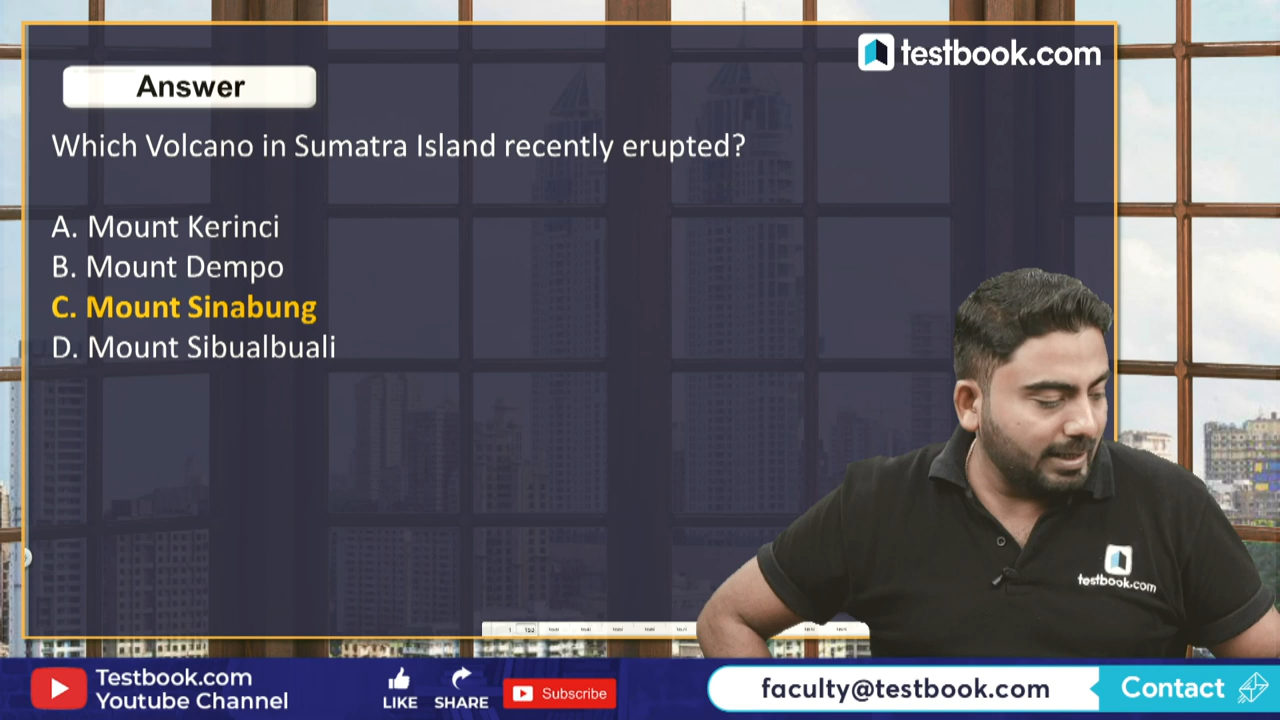 testbook.com
Answer
Which Volcano in Sumatra Island recently erupted?
A. Mount Kerinci
B. Mount Dempo
C. Mount Sinabung
D. Mount Sibualbuali
testbook.com
Testbook.com
Youtube Channel
LIKE
SHARE
Subscribe
faculty@testbook.com
Contact